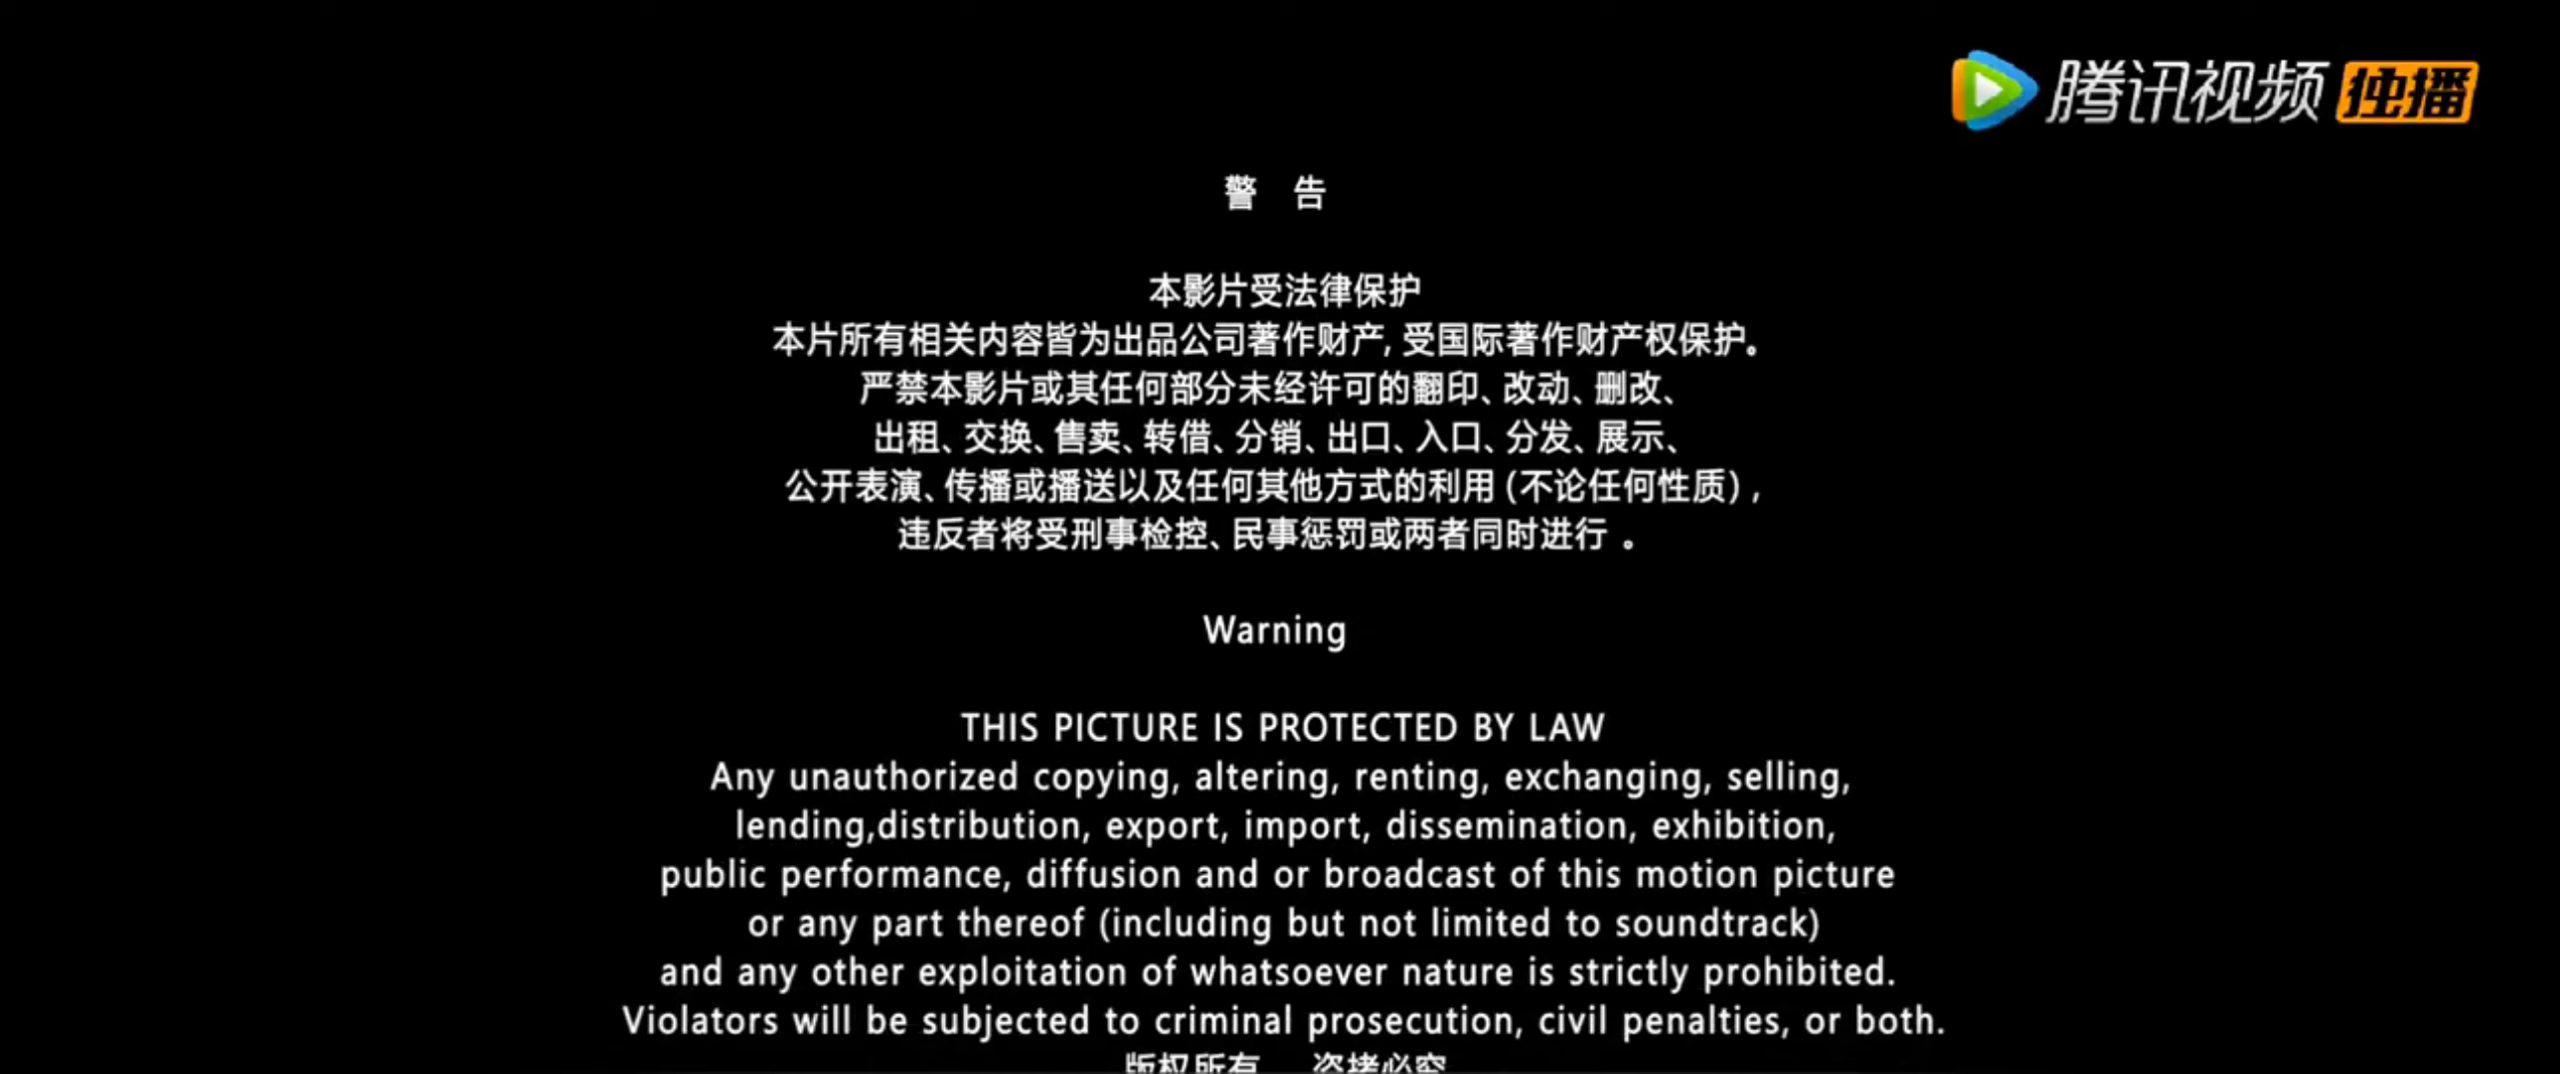 腾讯视频 独播
警 告
本影片受法律保护
本片所有相关内容皆为出品公司著作财产, 受国际著作财产权保护。
严禁本影片或其任何部分未经许可的翻印、改动、删改、
出租、交换、售卖、转借、分销、出口、入口、分发、展示、
公开表演、传播或播送以及任何其他方式的利用 (不论任何性质) ,
违反者将受刑事检控、民事惩罚或两者同时进行 。
Warning
THIS PICTURE IS PROTECTED BY LAW
Any unauthorized copying, altering, renting, exchanging, selling,
lending,distribution, export, import, dissemination, exhibition,
public performance, diffusion and or broadcast of this motion picture
or any part thereof (including but not limited to soundtrack)
and any other exploitation of whatsoever nature is strictly prohibited.
Violators will be subjected to criminal prosecution, civil penalties, or both.
版权所有 盗拷必究